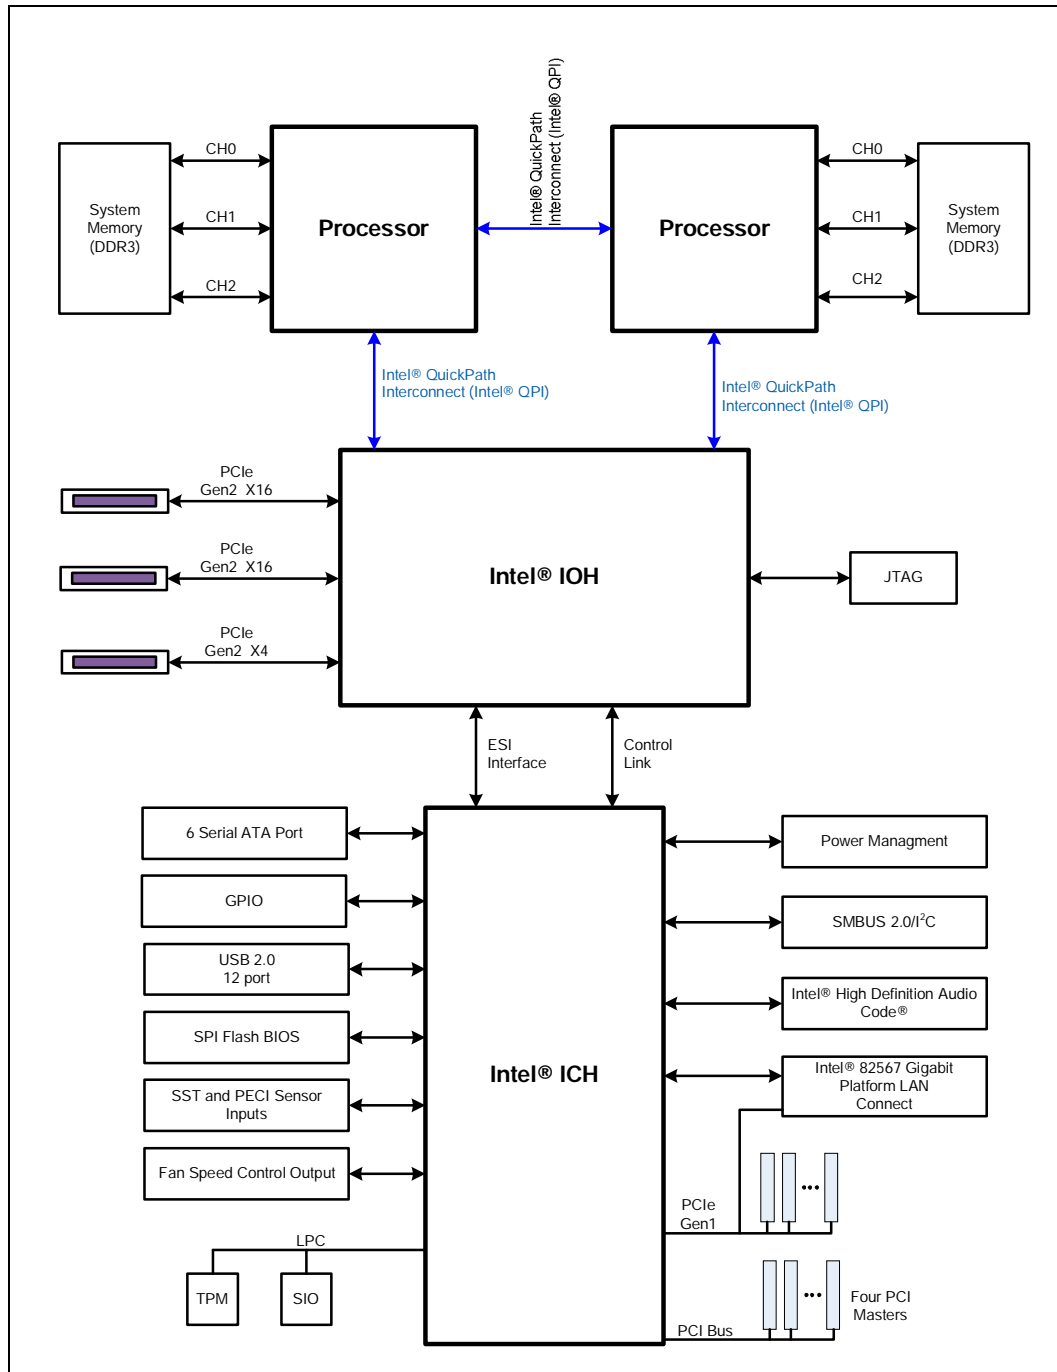 Intel® QuickPath
Interconnect (Intel® QPI)
System
Memory
(DDR3)
CH0
CH1
CH2
Processor
Processor
CH0
CH1
CH2
System
Memory
(DDR3)
Intel® QuickPath
Interconnect (Intel® QPI)
Intel® QuickPath
Interconnect (Intel® QPI)
PCIe
Gen2 X16
PCIe
Gen2 X16
PCIe
Gen2 X4
Intel® IOH
JTAG
ESI
Interface
Control
Link
6 Serial ATA Port
GPIO
USB 2.0
12 port
SPI Flash BIOS
SST and PECI Sensor
Inputs
Fan Speed Control Output
LPC
TPM
SIO
Intel® ICH
Power Managment
SMBUS 2.0/I²C
Intel® High Definition Audio
Code®
Intel® 82567 Gigabit
Platform LAN
Connect
PCIe
Gen1
PCI Bus
Four PCI
Masters